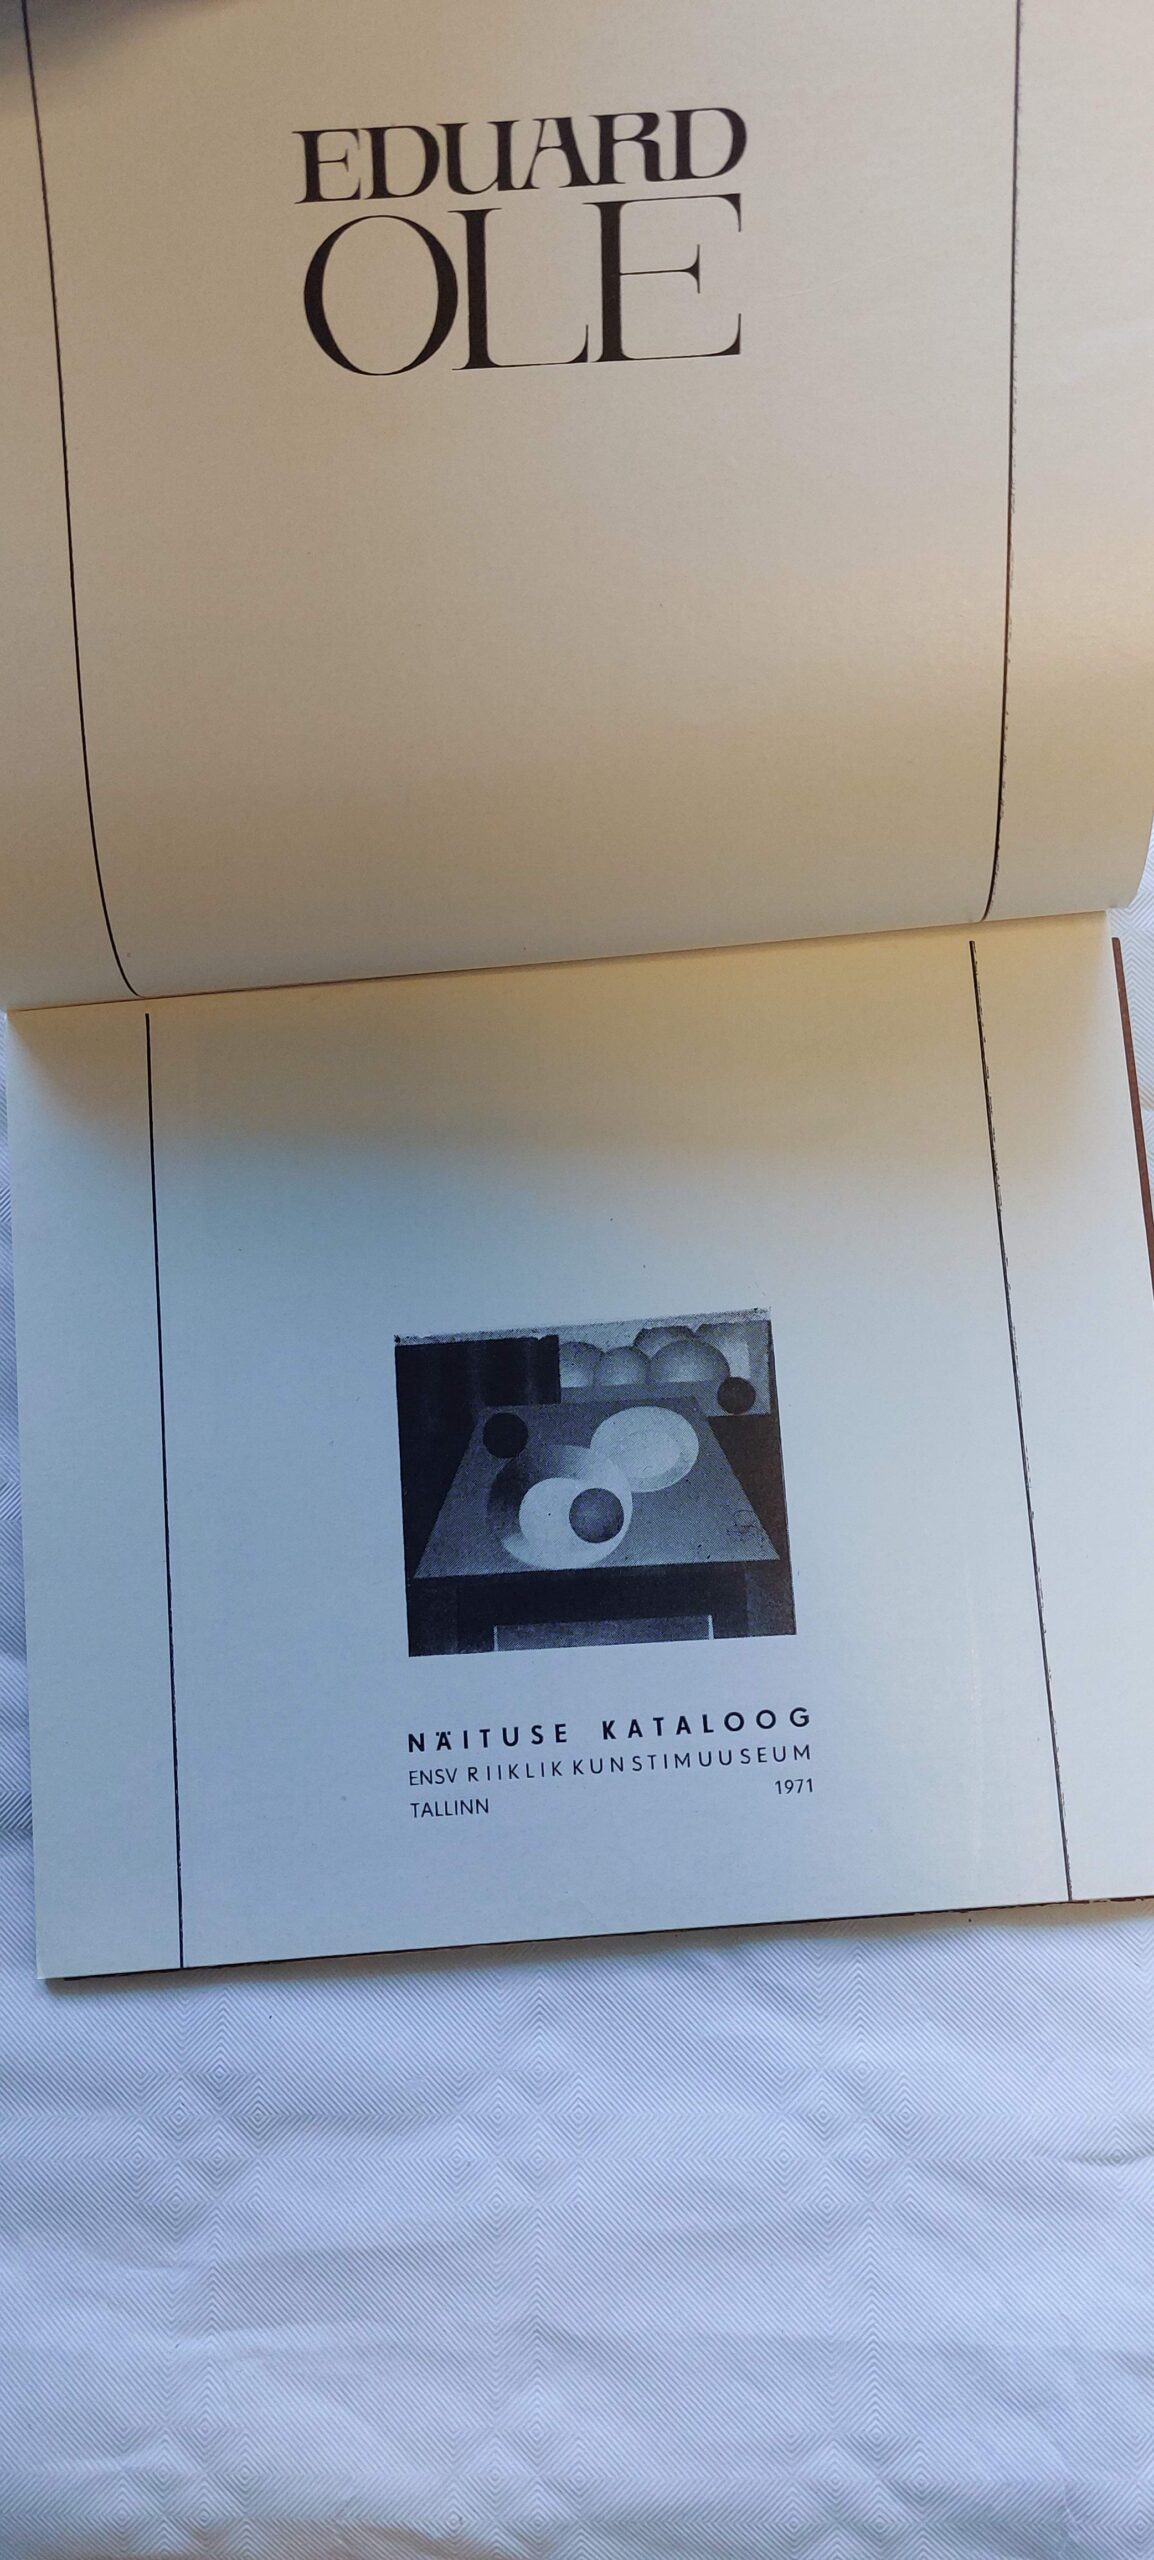 EDUARD
OLE
NÄITUSE KATALOOG
ENSV RIIKLIK KUNSTIMUUSEUM
TALLINN 1971